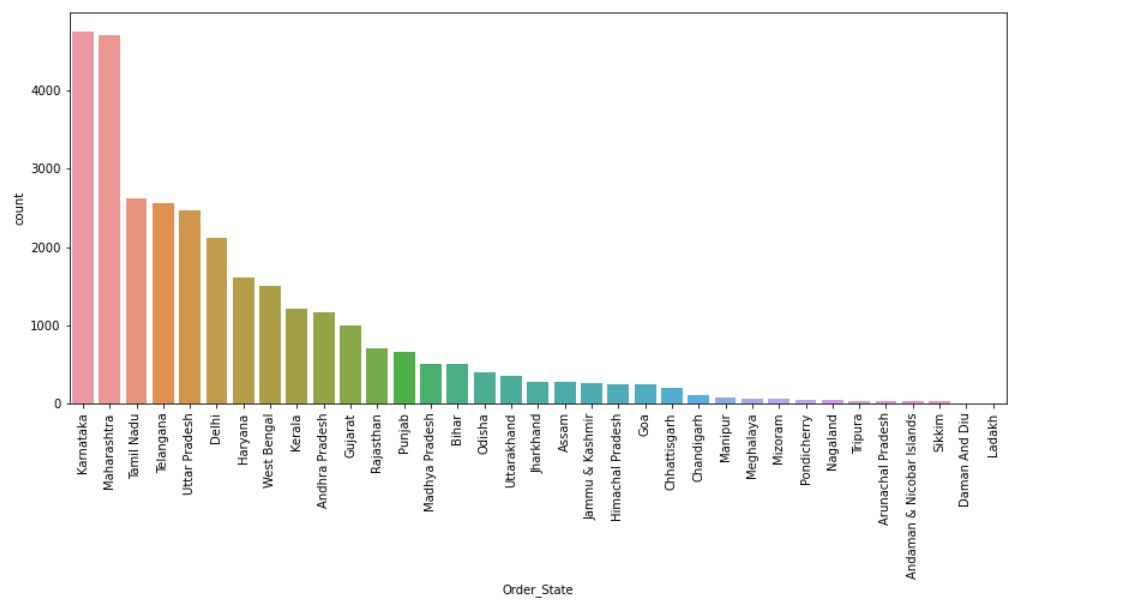 4000
3000
2000
1000
0
count
Karnataka
Maharashtra
Tamil Nadu
Telangana
Uttar Pradesh
Delhi
Haryana
West Bengal
Kerala
Andhra Pradesh
Gujarat
Rajasthan
Punjab
Madhya Pradesh
Bihar
Odisha
Uttarakhand
Jharkhand
Assam
Jammu & Kashmir
Himachal Pradesh
Goa
Chhattisgarh
Chandigarh
Manipur
Meghalaya
Mizoram
Pondicherry
Nagaland
Tripura
Arunachal Pradesh
Andaman & Nicobar Islands
Sikkim
Daman And Diu
Ladakh
Order_State